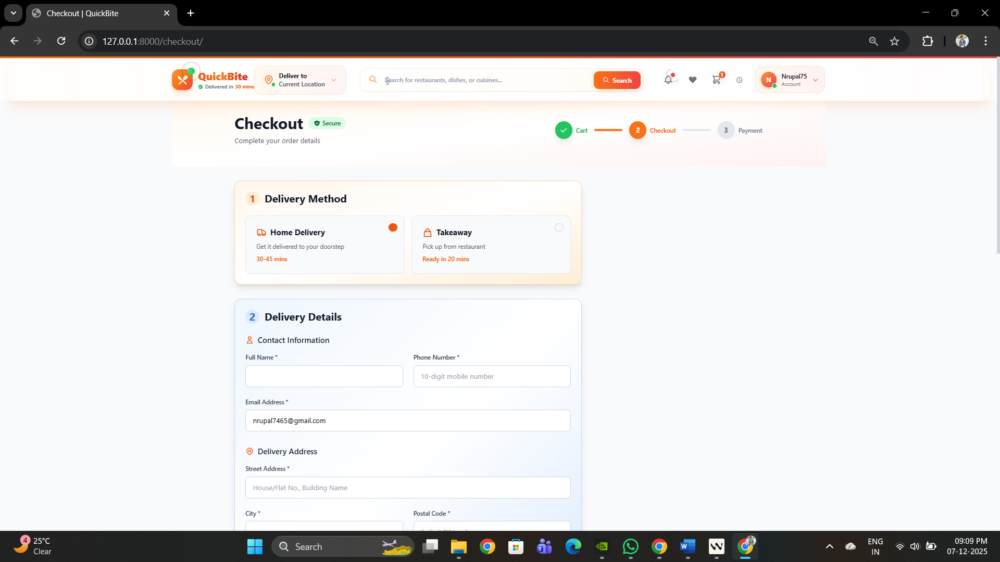 Checkout | QuickBite
127.0.0.1:8000/checkout/
QuickBite
Delivered in 30 mins
Deliver to
Current Location
Search for restaurants, dishes, or cuisines...
Search
1
N
Nrupal75
Account
Checkout
Secure
Complete your order details
Cart
2
Checkout
3
Payment
1 Delivery Method
Home Delivery
Get it delivered to your doorstep
30-45 mins
Takeaway
Pick up from restaurant
Ready in 20 mins
2 Delivery Details
Contact Information
Full Name *
Phone Number *
10-digit mobile number
Email Address *
nrupal7465@gmail.com
Delivery Address
Street Address *
House/Flat No., Building Name
City *
Postal Code *
4
25°C
Clear
Search
ENG
IN
09:09 PM
07-12-2025